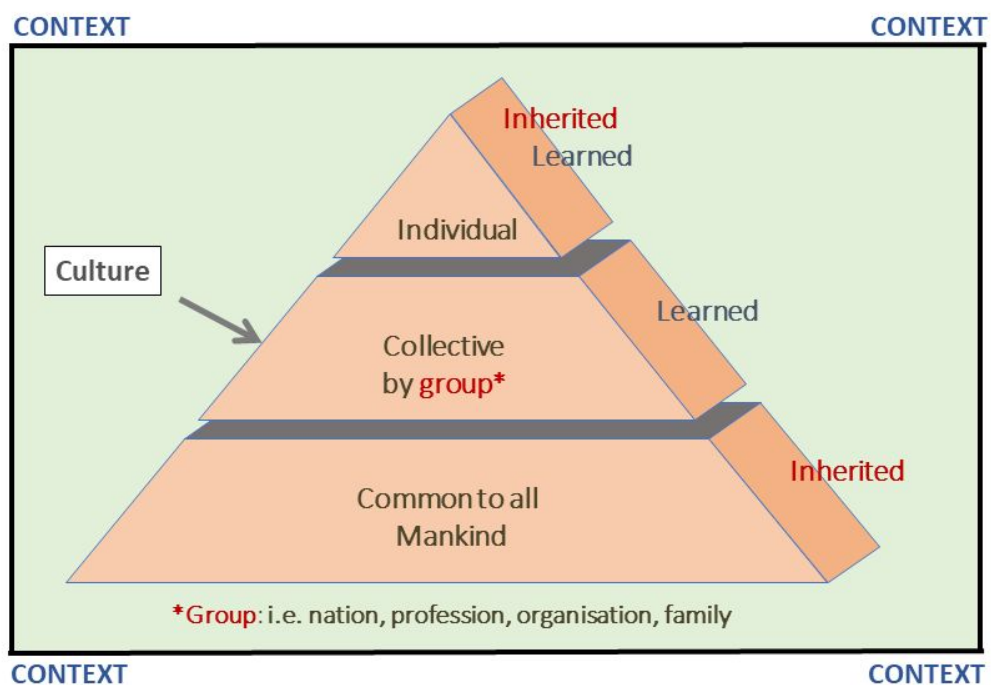 CONTEXT CONTEXT
Inherited
Learned
Individual
Culture
Learned
Collective
by group*
Inherited
Common to all
Mankind
*Group: i.e. nation, profession, organisation, family
CONTEXT CONTEXT